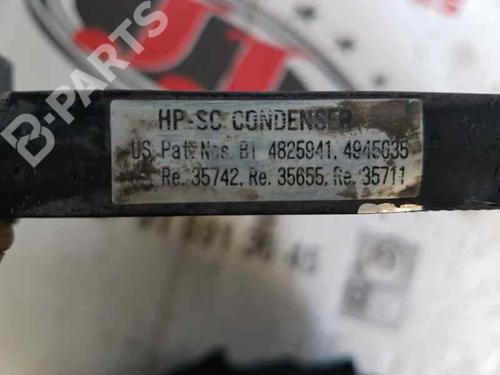 HP-SC CONDENSER
US. Pat. Nos. B1 4825941, 4945635
Re. 35742, Re. 35655, Re. 35711
B-PARTS